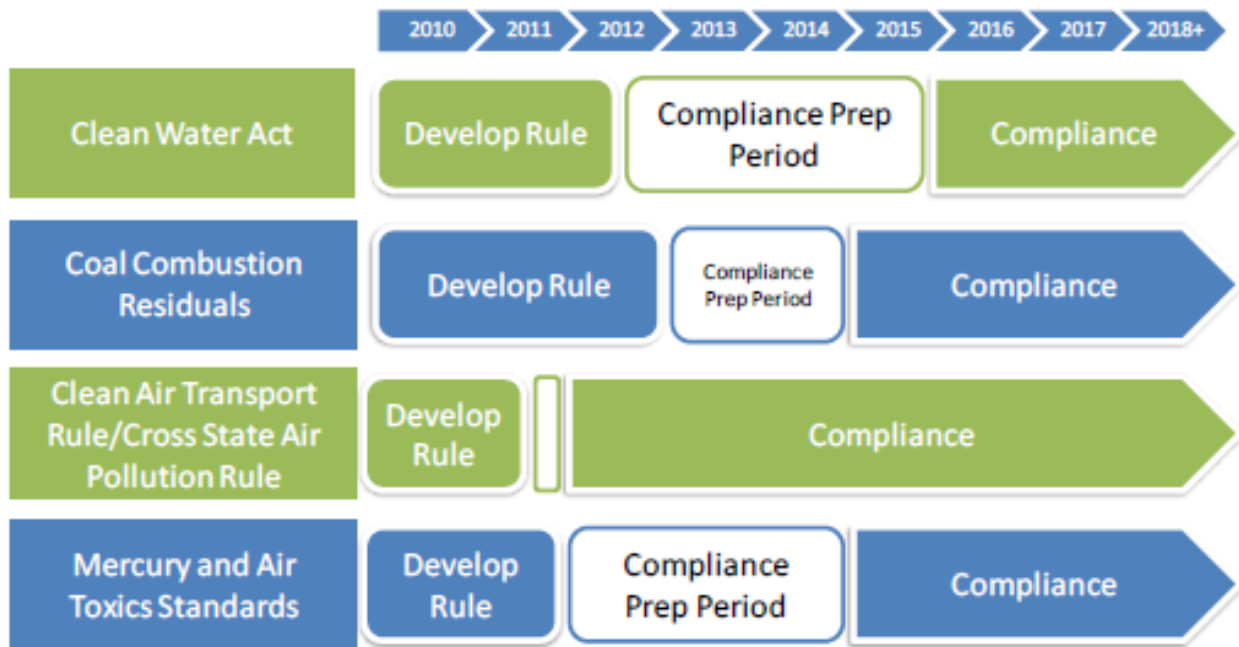 2010 2011 2012 2013 2014 2015 2016 2017 2018+
Clean Water Act
Develop Rule
Compliance Prep
Period
Compliance
Coal Combustion
Residuals
Develop Rule
Compliance
Prep Period
Compliance
Clean Air Transport
Rule/Cross State Air
Pollution Rule
Develop
Rule
Compliance
Mercury and Air
Toxics Standards
Develop
Rule
Compliance
Prep Period
Compliance